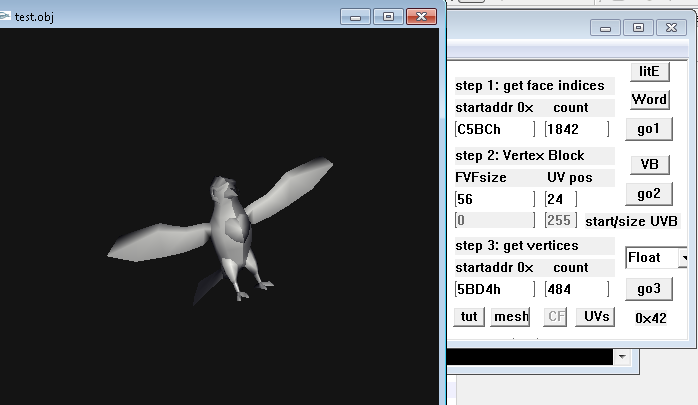 test.obj
litE
step 1: get face indices
Word
startaddr 0x count
C5BCh 1842 go1
step 2: Vertex Block
VB
FVFsize UV pos
56 24 go2
0 255 start/size UVB
step 3: get vertices
Float
startaddr 0x count
5BD4h 484 go3
tut mesh CF UVs 0x42